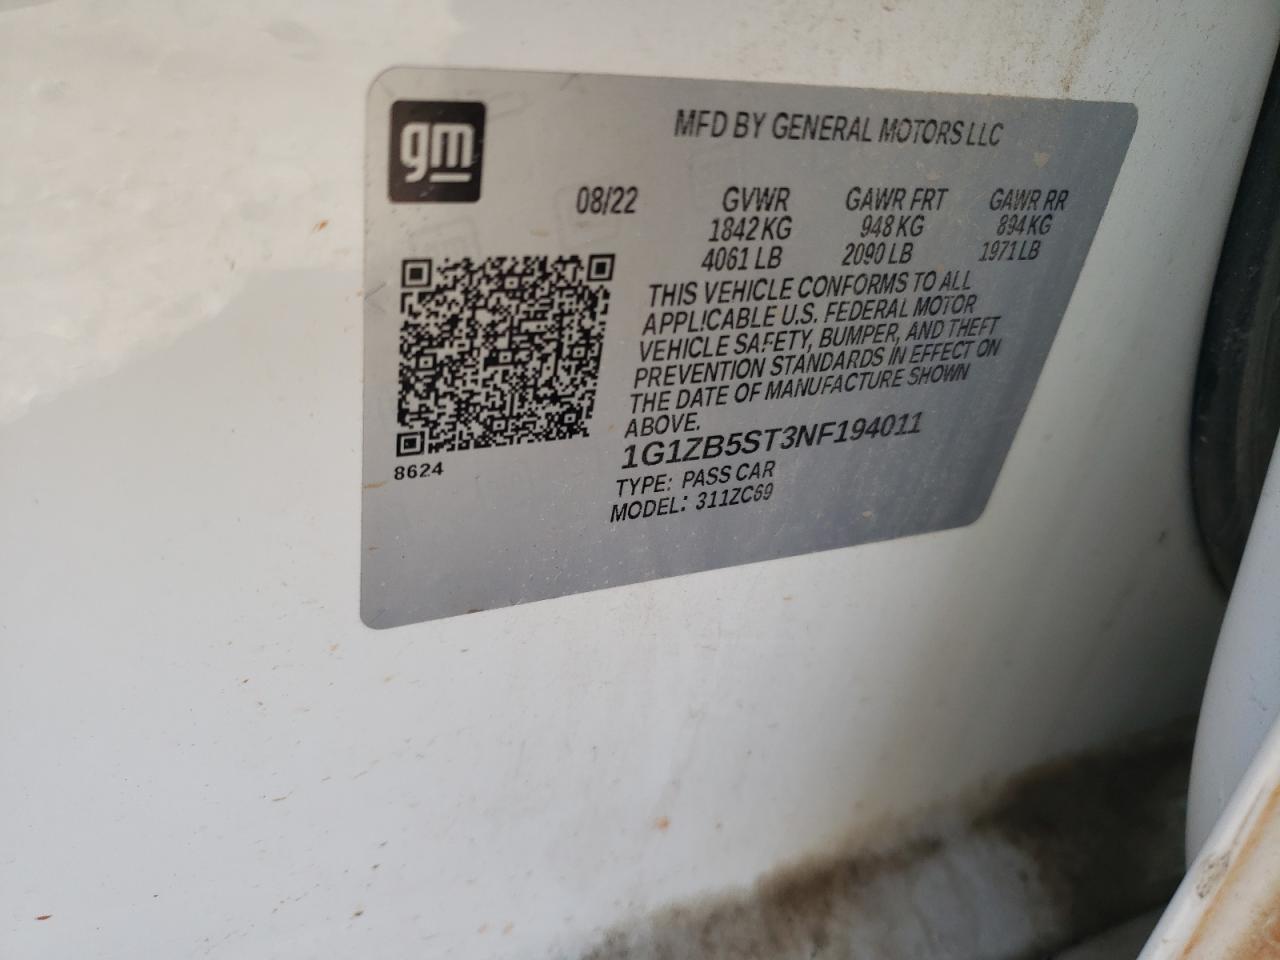 gm
MFD BY GENERAL MOTORS LLC
08/22 GVWR GAWR FRT GAWR RR
1842 KG 948 KG 894 KG
4061 LB 2090 LB 1971 LB
THIS VEHICLE CONFORMS TO ALL
APPLICABLE U.S. FEDERAL MOTOR
VEHICLE SAFETY, BUMPER, AND THEFT
PREVENTION STANDARDS IN EFFECT ON
THE DATE OF MANUFACTURE SHOWN
ABOVE.
1G1ZB5ST3NF194011
8624
TYPE: PASS CAR
MODEL: 311ZC69